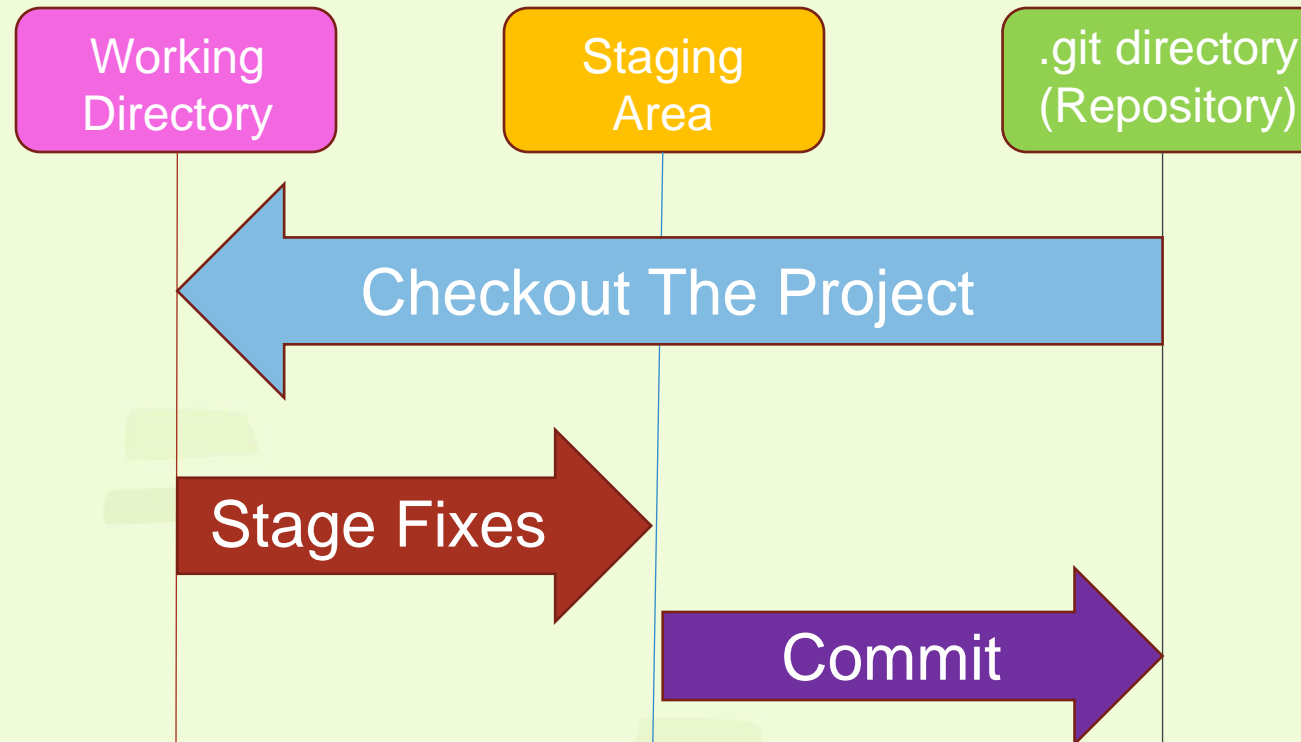 Working
Directory
Staging
Area
.git directory
(Repository)
Checkout The Project
Stage Fixes
Commit